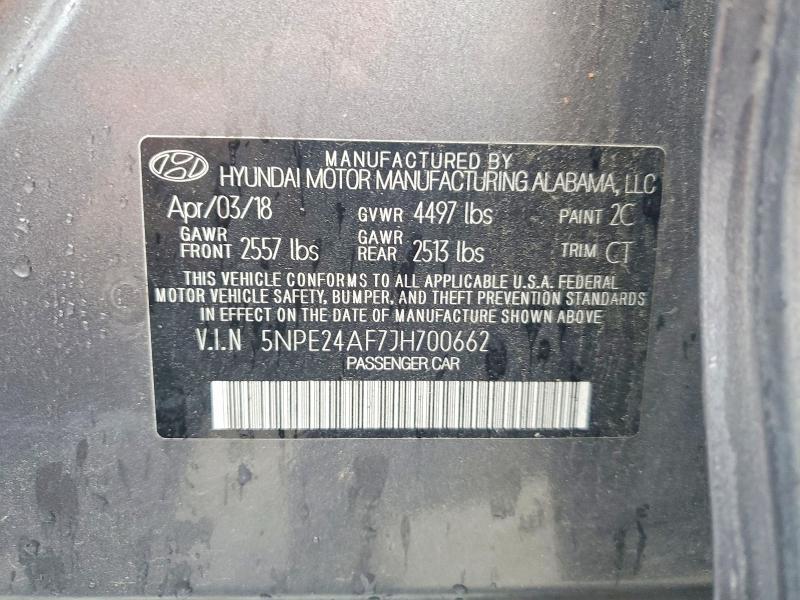 MANUFACTURED BY
HYUNDAI MOTOR MANUFACTURING ALABAMA, LLC
Apr/03/18 GVWR 4497 lbs PAINT 2C
GAWR FRONT 2557 lbs GAWR REAR 2513 lbs TRIM CT
THIS VEHICLE CONFORMS TO ALL APPLICABLE U.S.A. FEDERAL
MOTOR VEHICLE SAFETY, BUMPER, AND THEFT PREVENTION STANDARDS
IN EFFECT ON THE DATE OF MANUFACTURE SHOWN ABOVE
V.I.N 5NPE24AF7JH700662
PASSENGER CAR